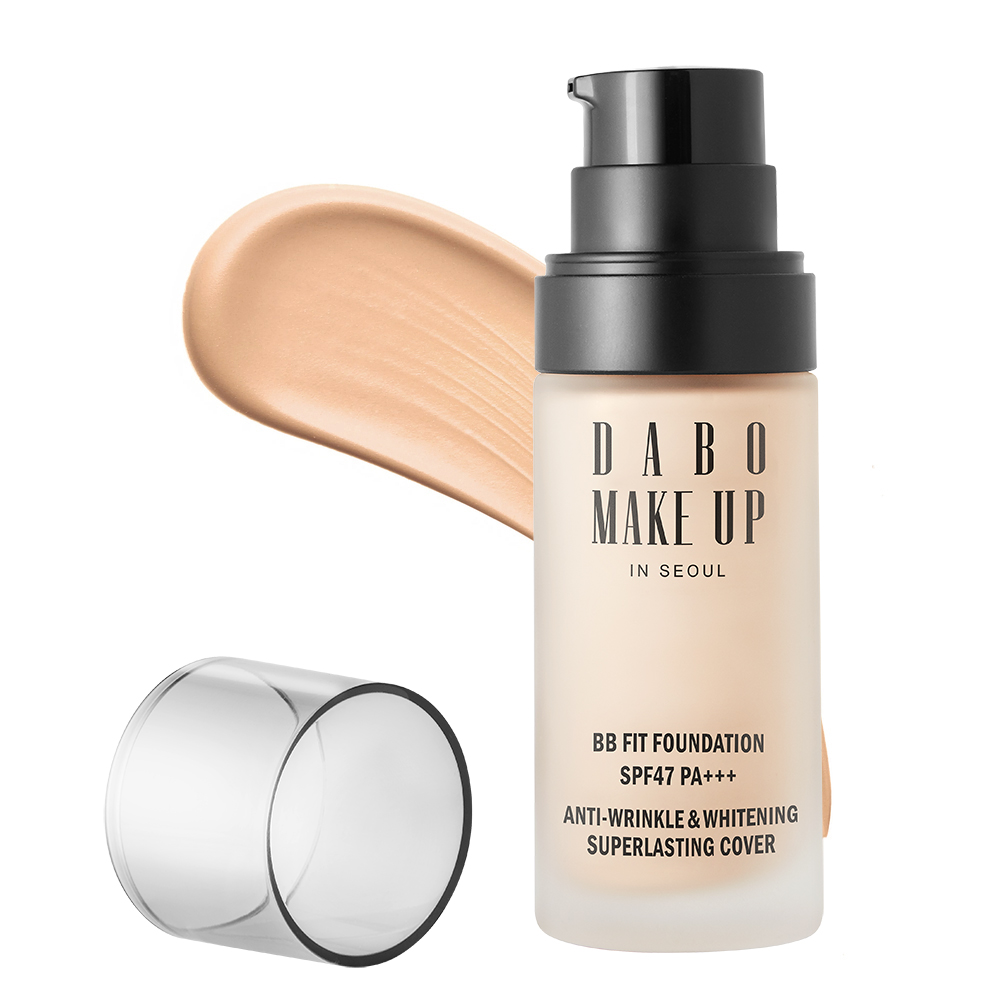 DABO
MAKE UP
IN SEOUL
BB FIT FOUNDATION
SPF47 PA+++
ANTI-WRINKLE & WHITENING
SUPERLASTING COVER